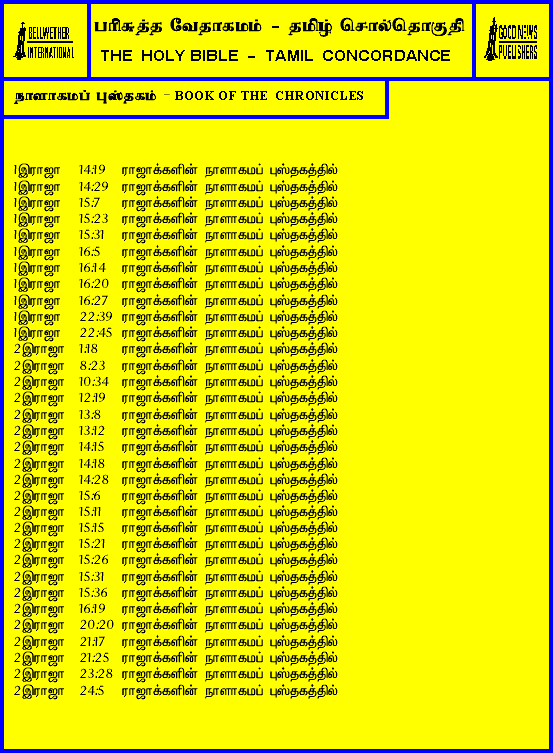 BELLWETHER
INTERNATIONAL
பரிசுத்த வேதாகமம் - தமிழ் சொல்தொகுதி
THE HOLY BIBLE - TAMIL CONCORDANCE
GOOD NEWS
PUBLISHERS
நாளாகமப் புஸ்தகம் - BOOK OF THE CHRONICLES
1இராஜா 14:19 ராஜாக்களின் நாளாகமப் புஸ்தகத்தில்
1இராஜா 14:29 ராஜாக்களின் நாளாகமப் புஸ்தகத்தில்
1இராஜா 15:7 ராஜாக்களின் நாளாகமப் புஸ்தகத்தில்
1இராஜா 15:23 ராஜாக்களின் நாளாகமப் புஸ்தகத்தில்
1இராஜா 15:31 ராஜாக்களின் நாளாகமப் புஸ்தகத்தில்
1இராஜா 16:5 ராஜாக்களின் நாளாகமப் புஸ்தகத்தில்
1இராஜா 16:14 ராஜாக்களின் நாளாகமப் புஸ்தகத்தில்
1இராஜா 16:20 ராஜாக்களின் நாளாகமப் புஸ்தகத்தில்
1இராஜா 16:27 ராஜாக்களின் நாளாகமப் புஸ்தகத்தில்
1இராஜா 22:39 ராஜாக்களின் நாளாகமப் புஸ்தகத்தில்
1இராஜா 22:45 ராஜாக்களின் நாளாகமப் புஸ்தகத்தில்
2இராஜா 1:18 ராஜாக்களின் நாளாகமப் புஸ்தகத்தில்
2இராஜா 8:23 ராஜாக்களின் நாளாகமப் புஸ்தகத்தில்
2இராஜா 10:34 ராஜாக்களின் நாளாகமப் புஸ்தகத்தில்
2இராஜா 12:19 ராஜாக்களின் நாளாகமப் புஸ்தகத்தில்
2இராஜா 13:8 ராஜாக்களின் நாளாகமப் புஸ்தகத்தில்
2இராஜா 13:12 ராஜாக்களின் நாளாகமப் புஸ்தகத்தில்
2இராஜா 14:15 ராஜாக்களின் நாளாகமப் புஸ்தகத்தில்
2இராஜா 14:18 ராஜாக்களின் நாளாகமப் புஸ்தகத்தில்
2இராஜா 14:28 ராஜாக்களின் நாளாகமப் புஸ்தகத்தில்
2இராஜா 15:6 ராஜாக்களின் நாளாகமப் புஸ்தகத்தில்
2இராஜா 15:11 ராஜாக்களின் நாளாகமப் புஸ்தகத்தில்
2இராஜா 15:15 ராஜாக்களின் நாளாகமப் புஸ்தகத்தில்
2இராஜா 15:21 ராஜாக்களின் நாளாகமப் புஸ்தகத்தில்
2இராஜா 15:26 ராஜாக்களின் நாளாகமப் புஸ்தகத்தில்
2இராஜா 15:31 ராஜாக்களின் நாளாகமப் புஸ்தகத்தில்
2இராஜா 15:36 ராஜாக்களின் நாளாகமப் புஸ்தகத்தில்
2இராஜா 16:19 ராஜாக்களின் நாளாகமப் புஸ்தகத்தில்
2இராஜா 20:20 ராஜாக்களின் நாளாகமப் புஸ்தகத்தில்
2இராஜா 21:17 ராஜாக்களின் நாளாகமப் புஸ்தகத்தில்
2இராஜா 21:25 ராஜாக்களின் நாளாகமப் புஸ்தகத்தில்
2இராஜா 23:28 ராஜாக்களின் நாளாகமப் புஸ்தகத்தில்
2இராஜா 24:5 ராஜாக்களின் நாளாகமப் புஸ்தகத்தில்